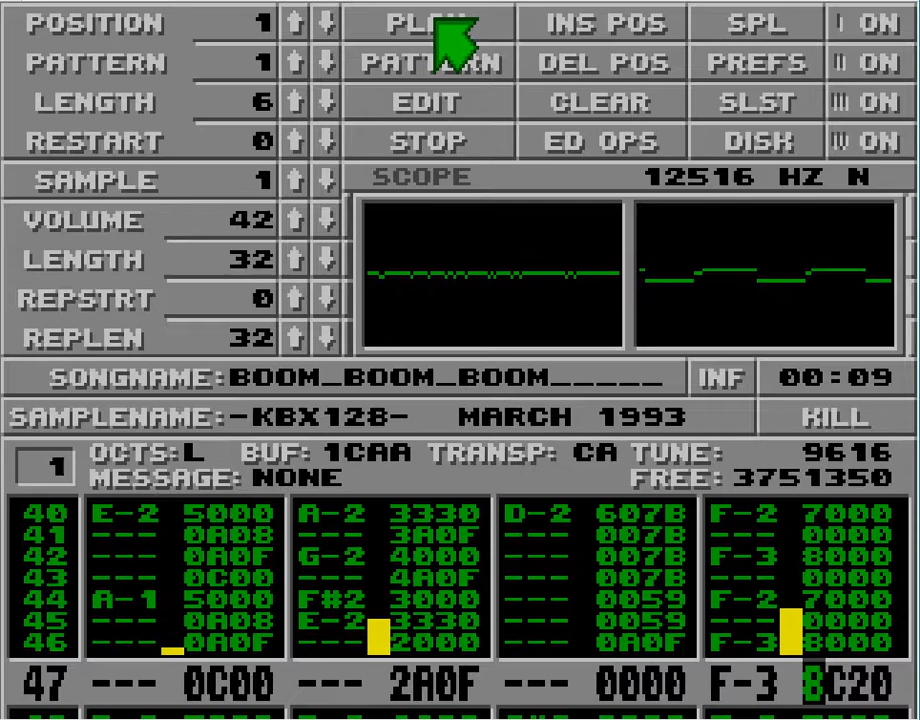 POSITION 1 PLAY INS POS SPL I ON
PATTERN 1 PATTERN DEL POS PREFS II ON
LENGTH 6 EDIT CLEAR SLST III ON
RESTART 0 STOP ED OPS DISK IV ON
SAMPLE 1 SCOPE 12516 HZ N
VOLUME 42
LENGTH 32
REPSTRT 0
REPLEN 32
SONGNAME:BOOM_BOOM_BOOM_____ INF 00:09
SAMPLENAME:-KBX128- MARCH 1993 KILL
1 OCTS:L BUF: 1CAA TRANSP: CA TUNE: 9616
MESSAGE: NONE FREE: 3751350
40 E-2 5000 A-2 3330 D-2 607B F-2 7000
41 --- 0A08 --- 3A0F --- 007B --- 0000
42 --- 0A0F G-2 4000 --- 007B F-3 8000
43 --- 0C00 --- 4A0F --- 007B --- 0000
44 A-1 5000 F#2 3000 --- 0059 F-2 7000
45 --- 0A08 E-2 3330 --- 0059 --- 0000
46 --- 0A0F --- 2000 --- 0A0F F-3 8000
47 --- 0C00 --- 2A0F --- 0000 F-3 8C20